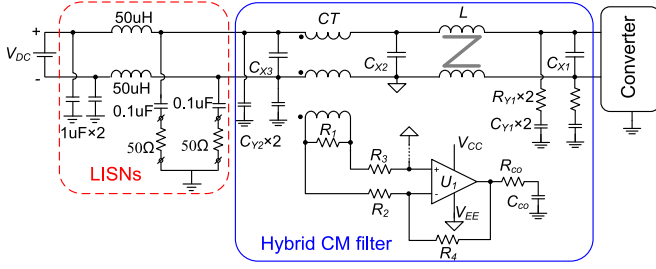 50uH
CT
L
+
V_DC
-
50uH
C_X3
C_X2
C_X1
Converter
0.1uF
0.1uF
1uF×2
50Ω
50Ω
C_Y2×2
R_Y1×2
C_Y1×2
R_1
R_3
V_CC
+
U_1
-
R_2
V_EE
R_co
C_co
R_4
LISNs
Hybrid CM filter